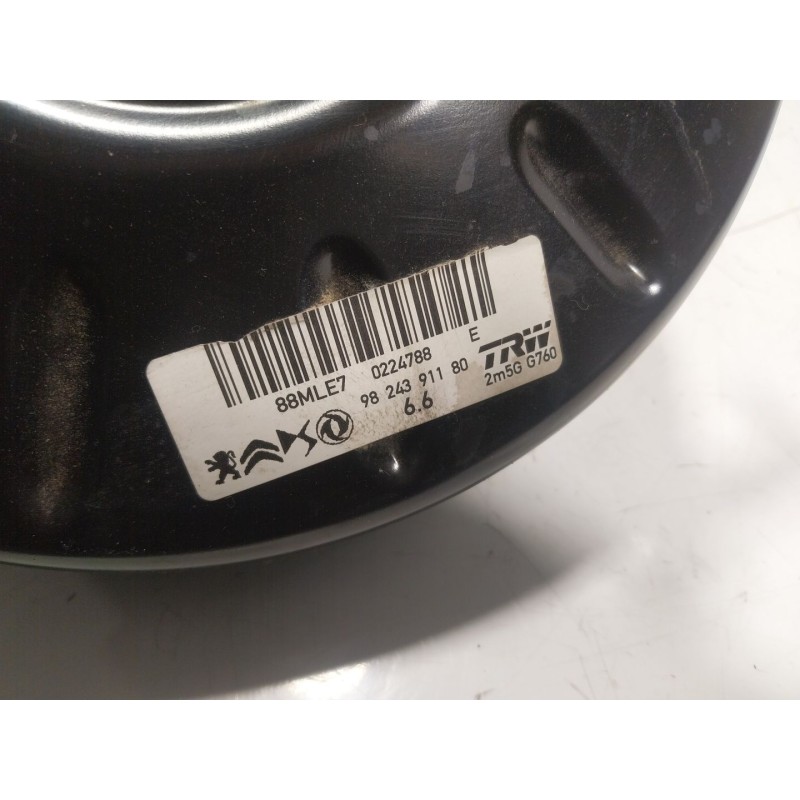 88MLE7 0224788 E
98 243 911 80 TRW
6.6 2m5G G760